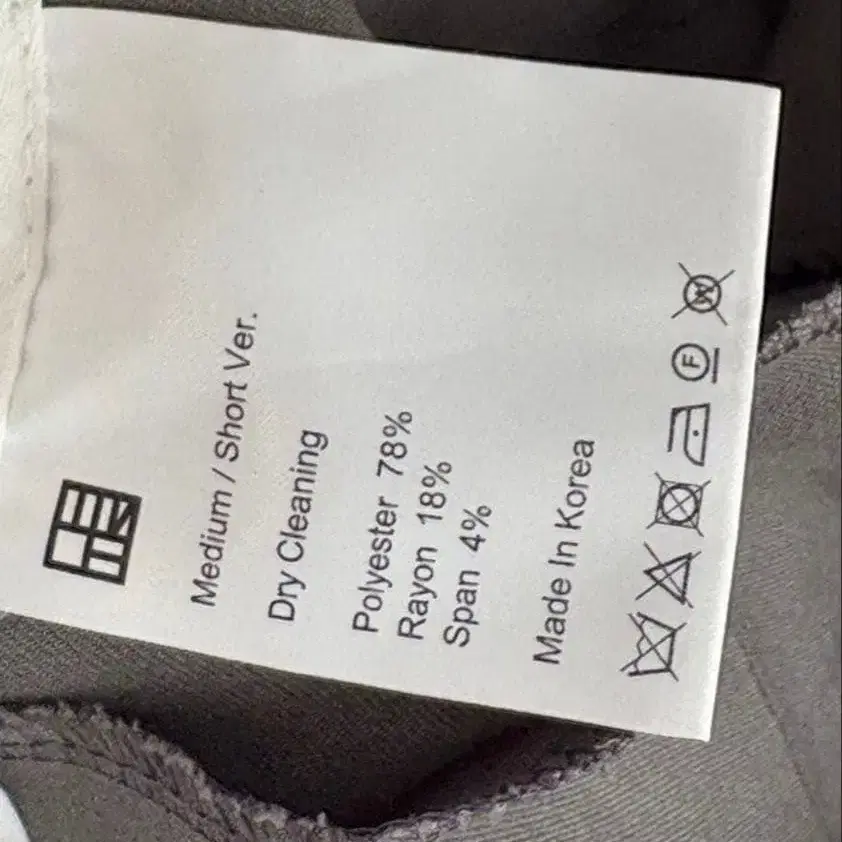 Medium / Short Ver.
Dry Cleaning
Polyester 78%
Rayon 18%
Span 4%
Made In Korea
F
W